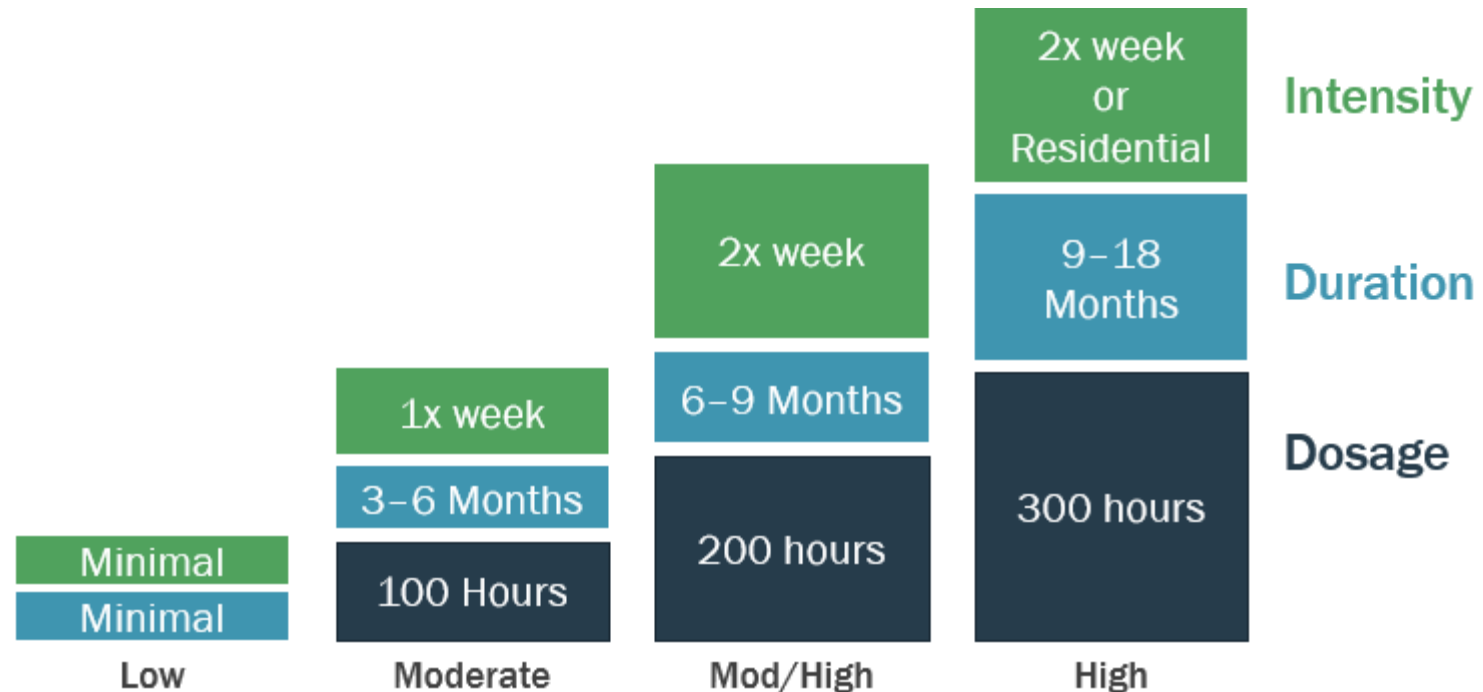 2x week
or
Residential
Intensity
2x week
9–18
Months
Duration
1x week
6–9 Months
Dosage
3–6 Months
300 hours
Minimal
200 hours
100 Hours
Minimal
Low
Moderate
Mod/High
High